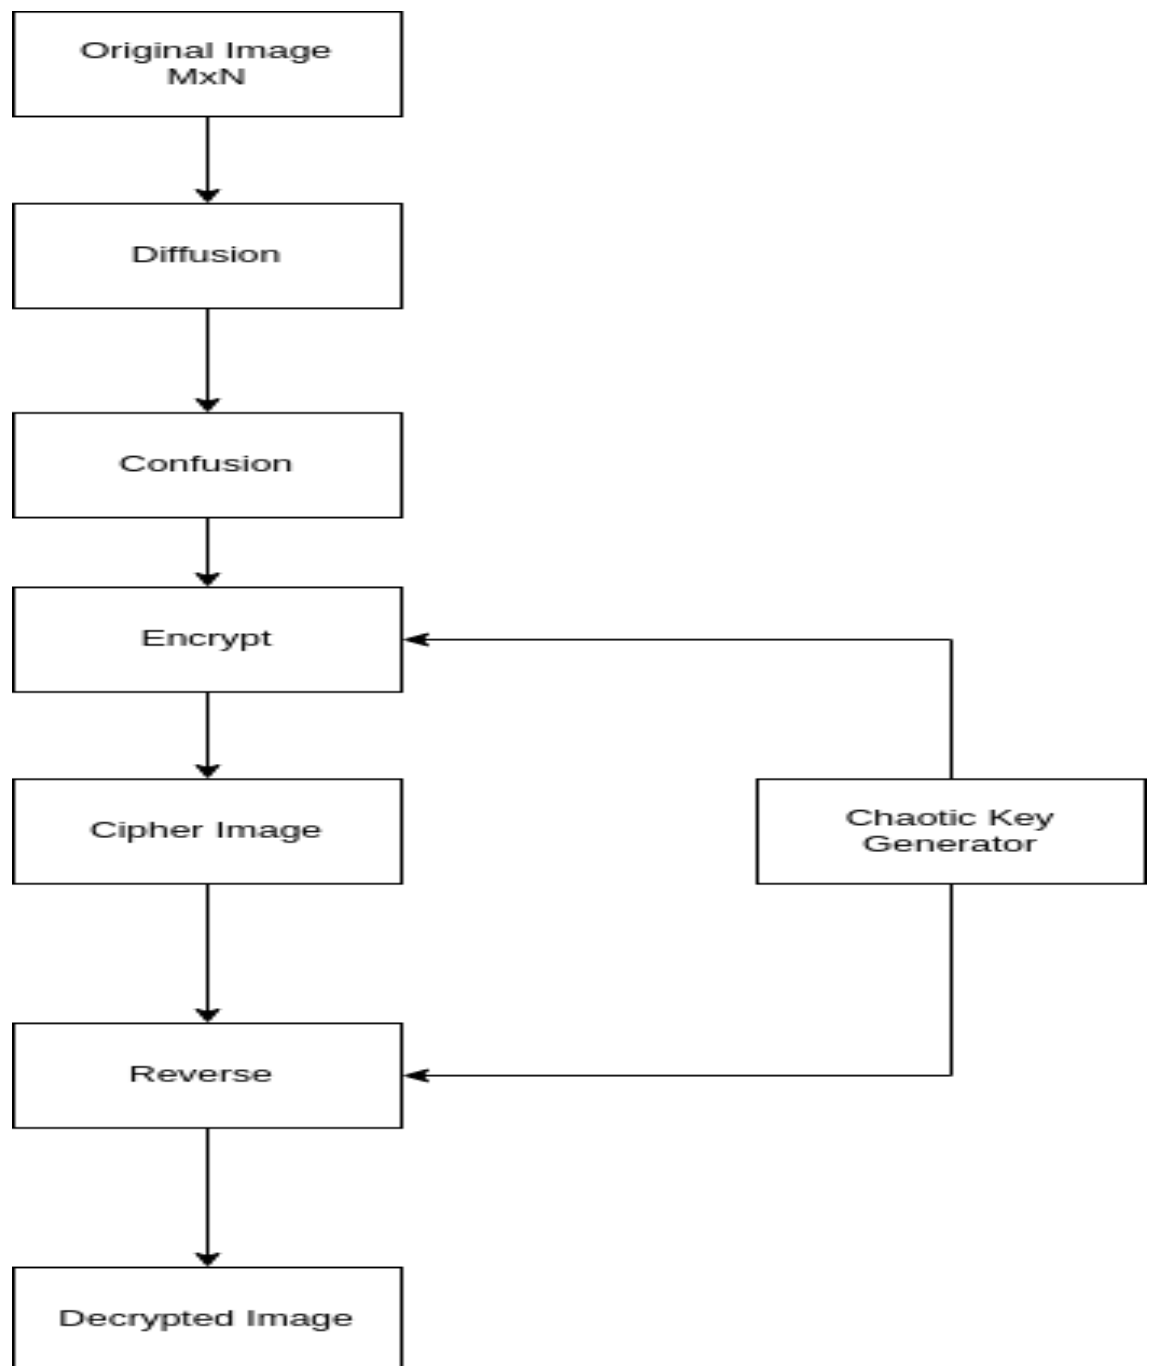 Original Image
MxN
Diffusion
Confusion
Encrypt
Cipher Image
Chaotic Key
Generator
Reverse
Decrypted Image